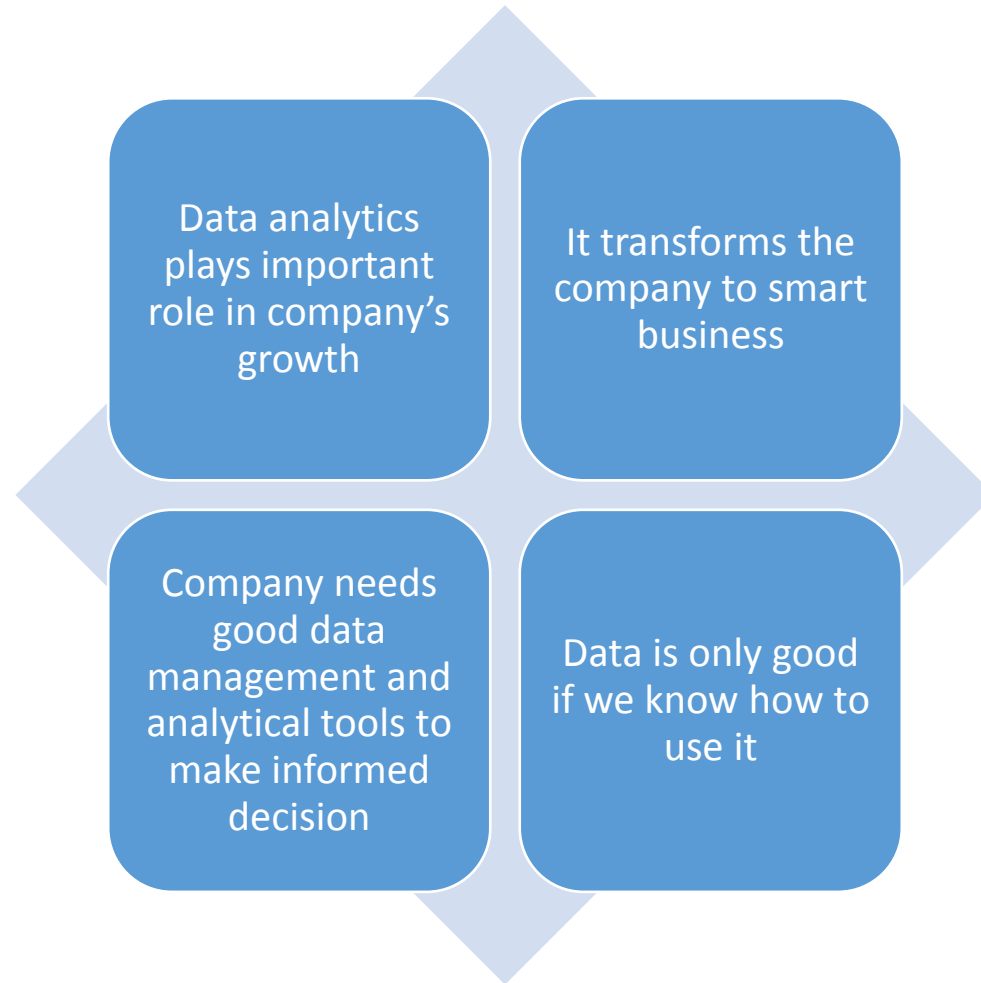 Data analytics
plays important
role in company’s
growth
It transforms the
company to smart
business
Company needs
good data
management and
analytical tools to
make informed
decision
Data is only good
if we know how to
use it